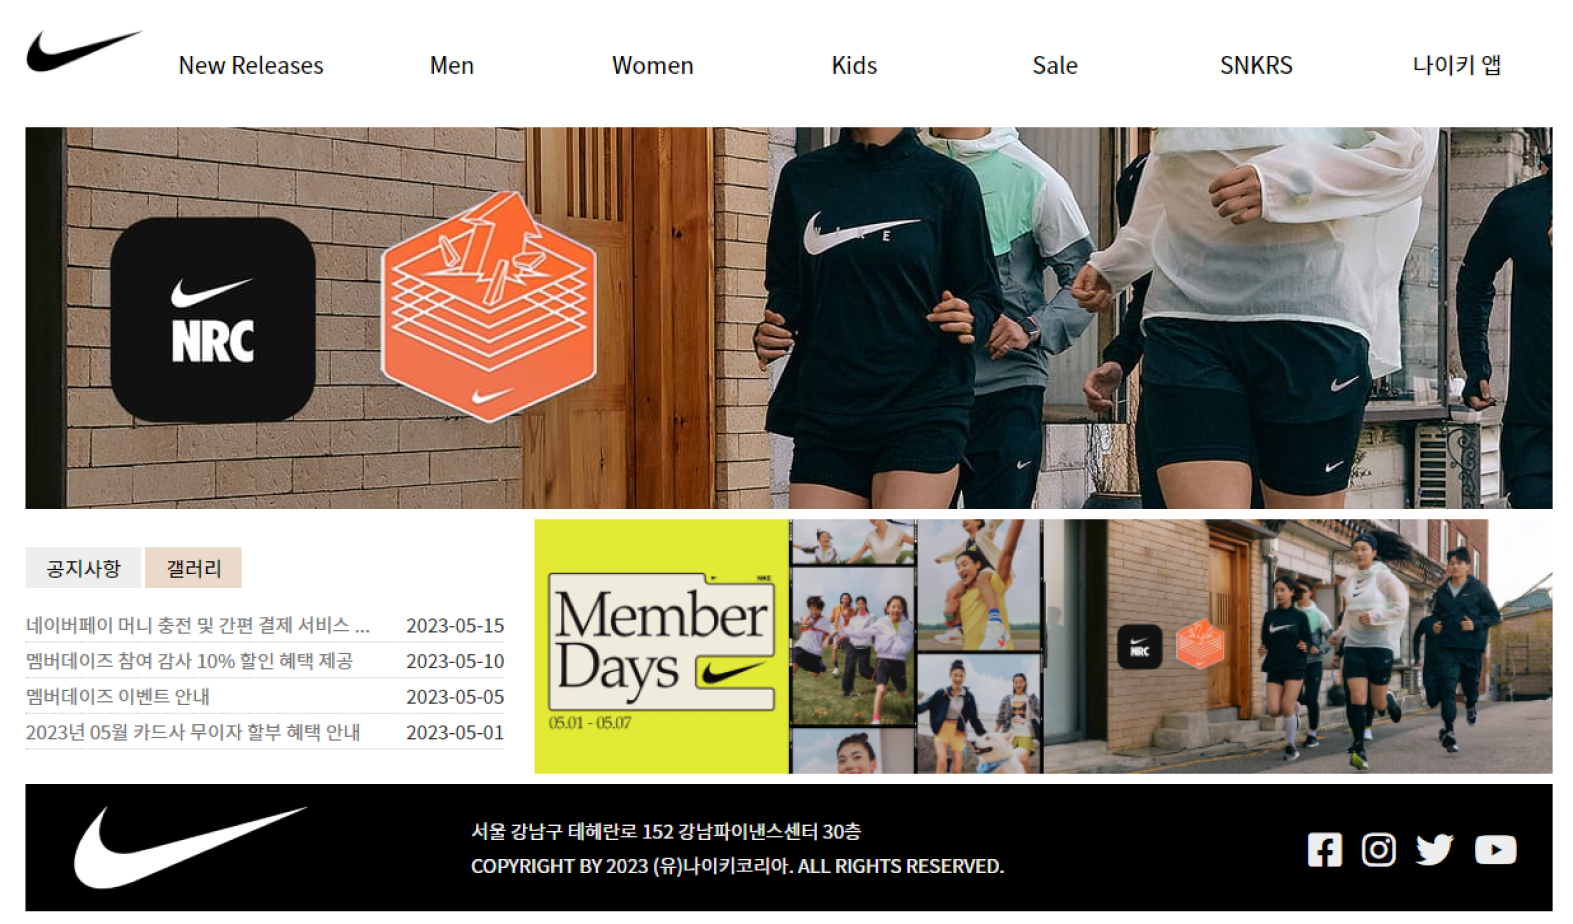 New Releases Men Women Kids Sale SNKRS 나이키 앱
NIKE
NRC
공지사항 갤러리
네이버페이 머니 충전 및 간편 결제 서비스 ... 2023-05-15
멤버데이즈 참여 감사 10% 할인 혜택 제공 2023-05-10
멤버데이즈 이벤트 안내 2023-05-05
2023년 05월 카드사 무이자 할부 혜택 안내 2023-05-01
NIKE
Member
Days
05.01 - 05.07
NRC
서울 강남구 테헤란로 152 강남파이낸스센터 30층
COPYRIGHT BY 2023 (유)나이키코리아. ALL RIGHTS RESERVED.